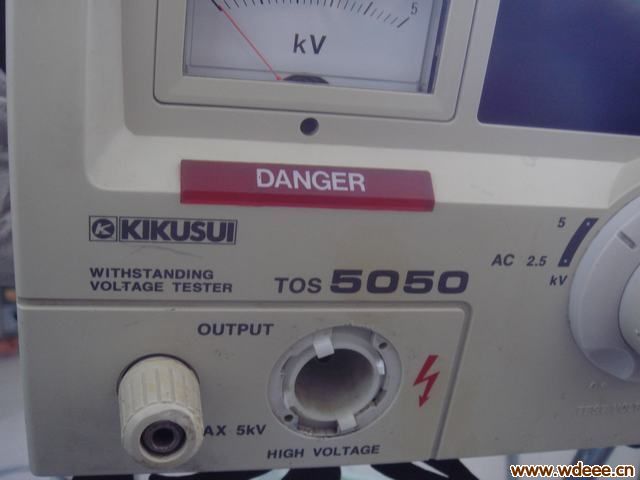 5
kV
DANGER
KIKUSUI
WITHSTANDING
VOLTAGE TESTER
TOS 5050
5
AC 2.5
kV
OUTPUT
AX 5kV
HIGH VOLTAGE
www.wdeee.cn